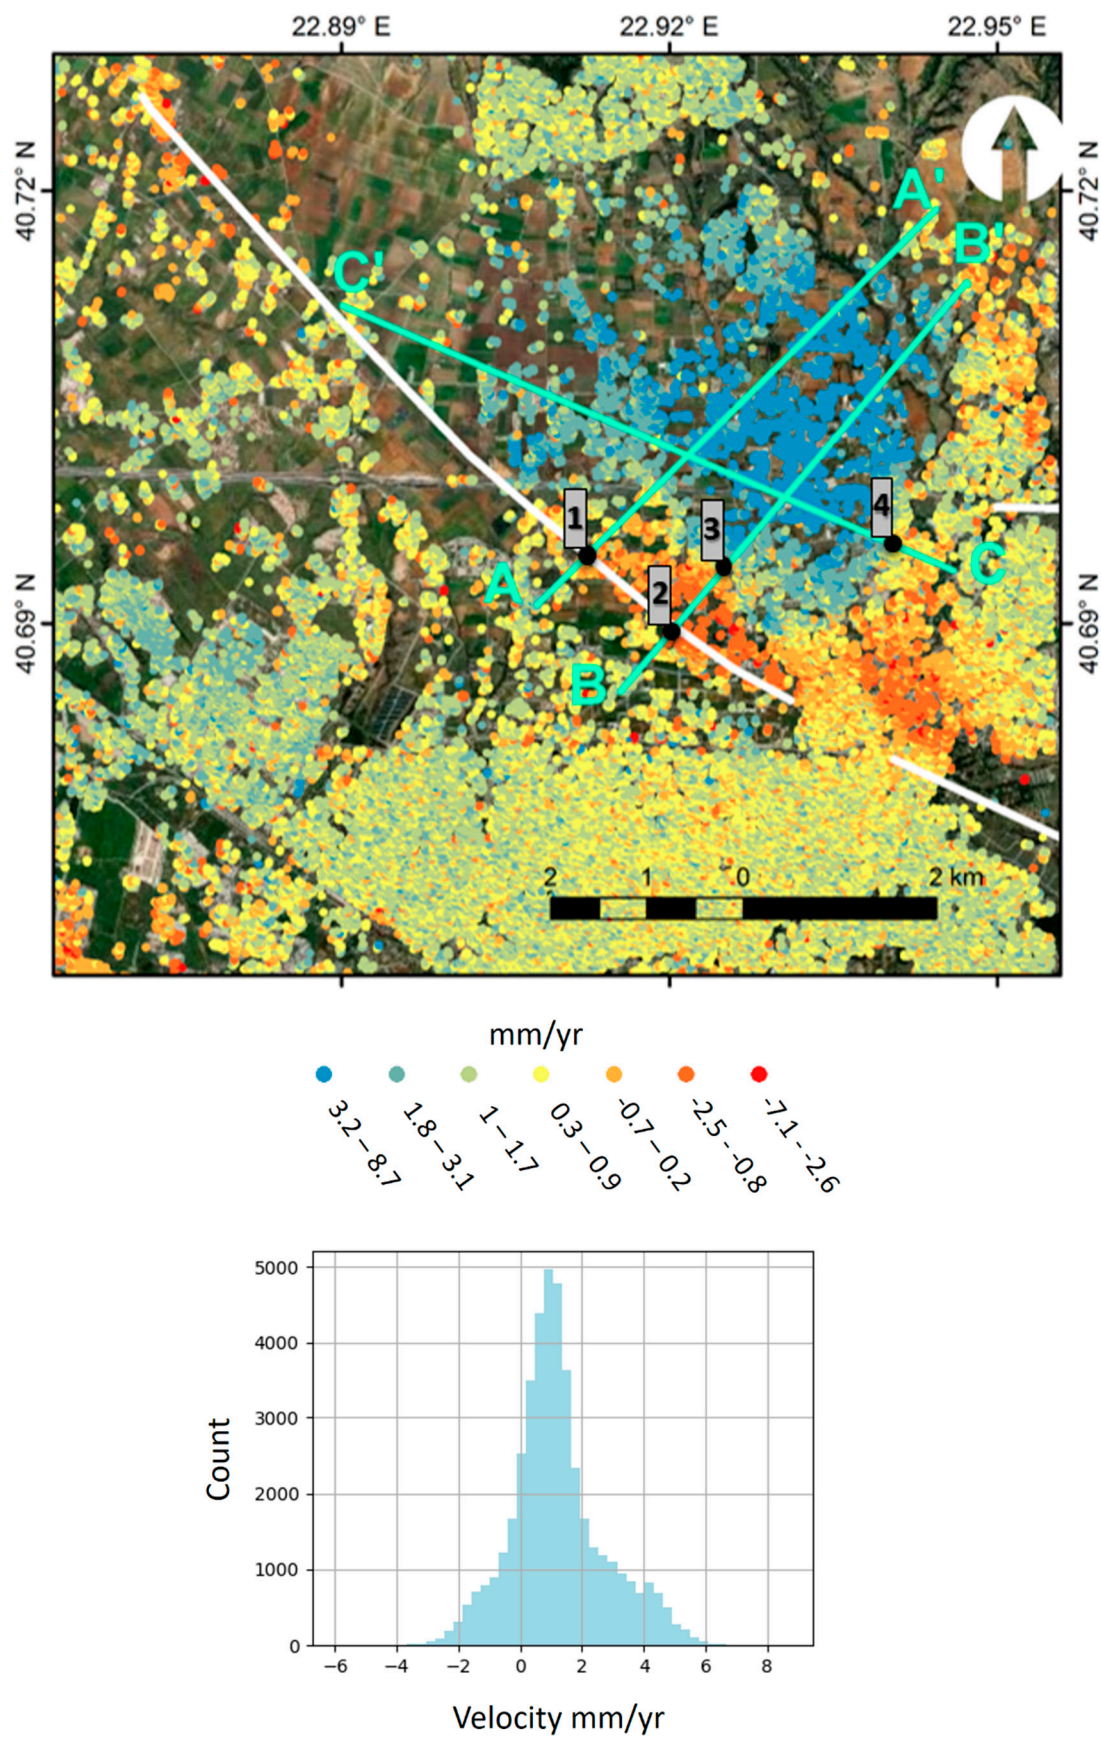 22.89° E
22.92° E
22.95° E
40.72° N
40.72° N
A'
B'
C'
1
3
4
A
2
C
40.69° N
40.69° N
B
2 1 0 2 km
mm/yr
3.2 – 8.7
1.8 – 3.1
1 – 1.7
0.3 – 0.9
-0.7 – 0.2
-2.5 - -0.8
-7.1 - -2.6
5000
4000
3000
2000
1000
0
Count
−6 −4 −2 0 2 4 6 8
Velocity mm/yr